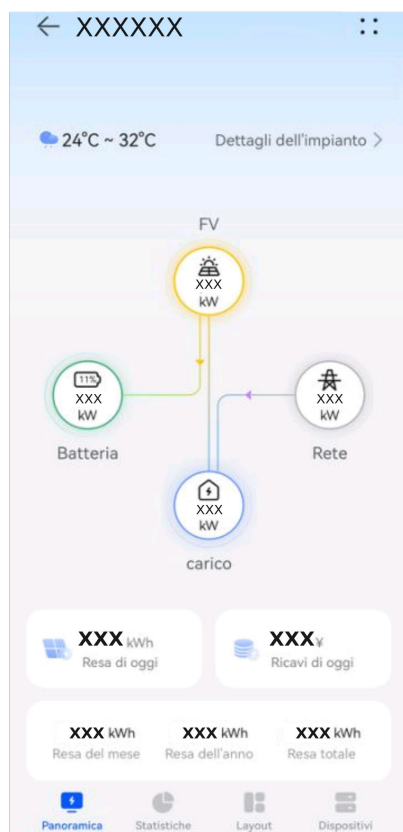 XXXXXX
24°C ~ 32°C
Dettagli dell'impianto >
FV
XXX
kW
11%
XXX
kW
Batteria
XXX
kW
Rete
XXX
kW
carico
XXX kWh
Resa di oggi
XXX ¥
Ricavi di oggi
XXX kWh
Resa del mese
XXX kWh
Resa dell'anno
XXX kWh
Resa totale
Panoramica
Statistiche
Layout
Dispositivi